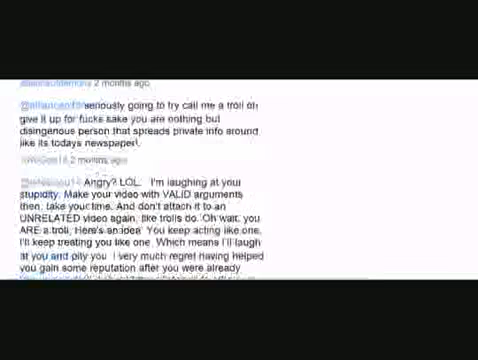 2 months ago
seriously going to try call me a troll oh
give it up for fucks sake you are nothing but
disingenous person that spreads private info around
like its todays newspaper!.
2 months ago
Angry? LOL. I'm laughing at your
stupidity. Make your video with VALID arguments
then, take your time. And don't attach it to an
UNRELATED video again, like trolls do. Oh wait, you
ARE a troll. Here's an idea! You keep acting like one,
I'll keep treating you like one. Which means I'll laugh
at you and pity you. I very much regret having helped
you gain some reputation after you were already